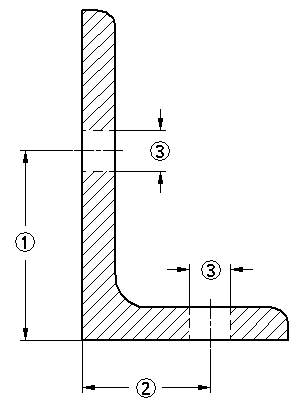 ③
①
③
②